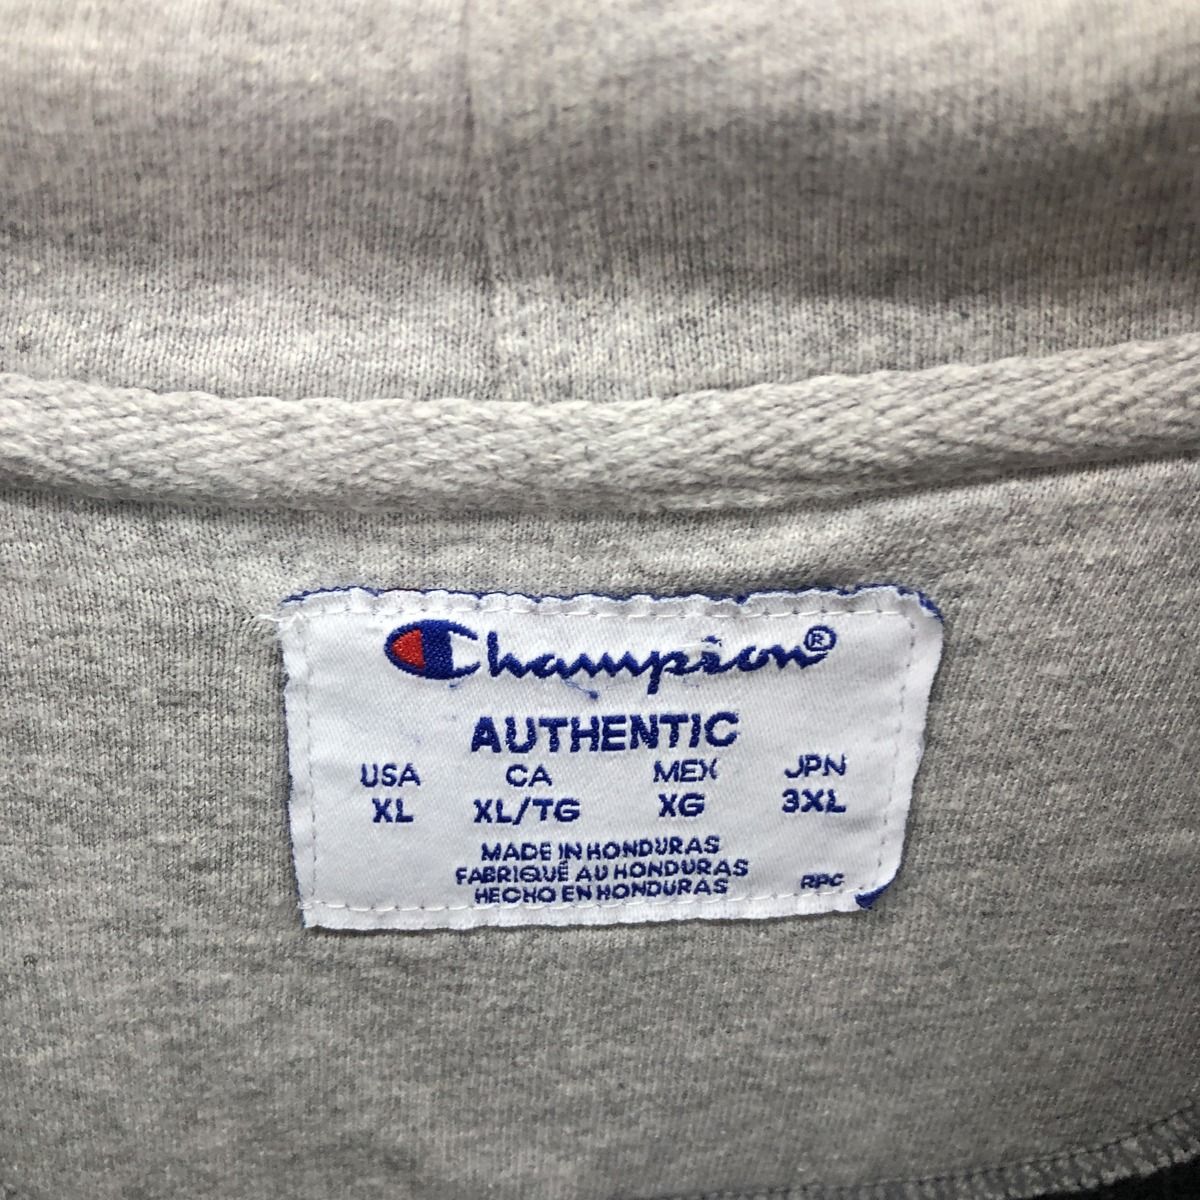 Champion®
AUTHENTIC
USA CA MEX JPN
XL XL/TG XG 3XL
MADE IN HONDURAS
FABRIQUÉ AU HONDURAS
HECHO EN HONDURAS RPC